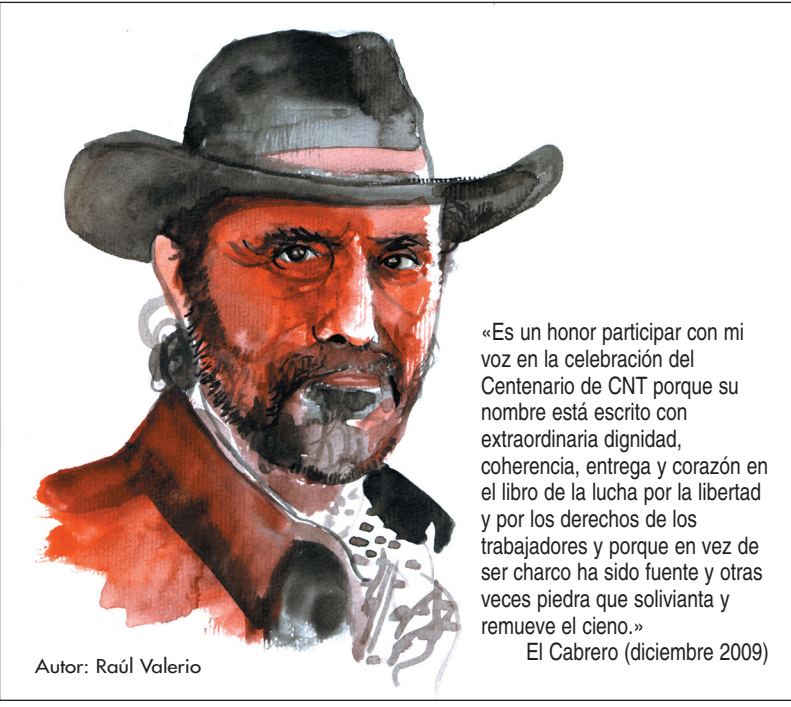 «Es un honor participar con mi
voz en la celebración del
Centenario de CNT porque su
nombre está escrito con
extraordinaria dignidad,
coherencia, entrega y corazón en
el libro de la lucha por la libertad
y por los derechos de los
trabajadores y porque en vez de
ser charco ha sido fuente y otras
veces piedra que solivianta y
remueve el cieno.»
El Cabrero (diciembre 2009)
Autor: Raúl Valerio